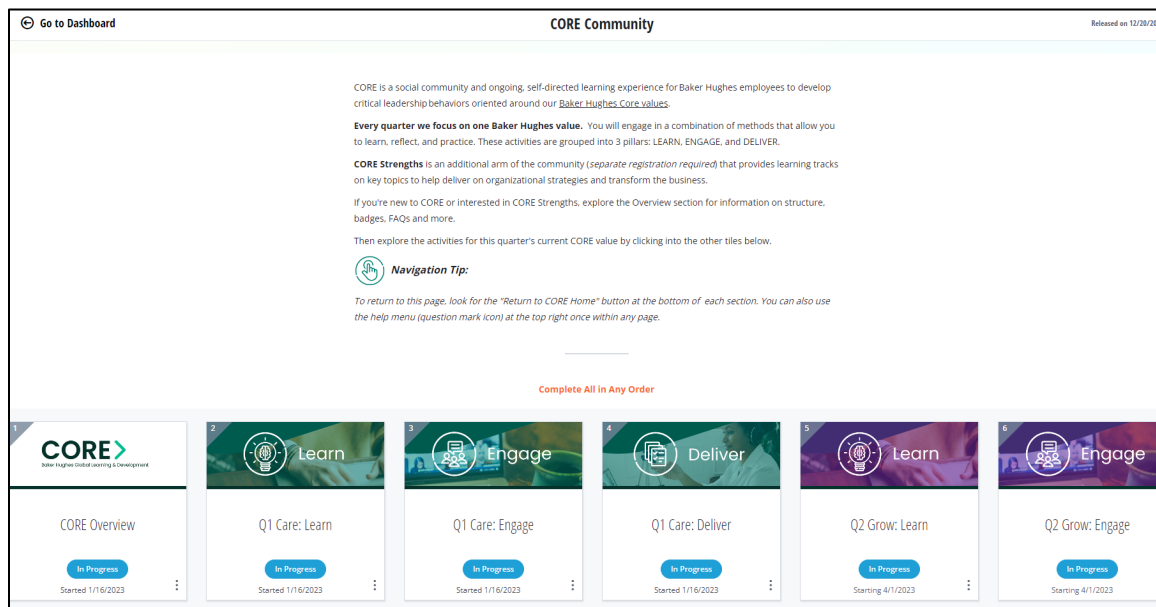 Go to Dashboard
CORE Community
Released on 12/20/20
CORE is a social community and ongoing, self-directed learning experience for Baker Hughes employees to develop
critical leadership behaviors oriented around our Baker Hughes Core values.
Every quarter we focus on one Baker Hughes value. You will engage in a combination of methods that allow you
to learn, reflect, and practice. These activities are grouped into 3 pillars: LEARN, ENGAGE, and DELIVER.
CORE Strengths is an additional arm of the community (separate registration required) that provides learning tracks
on key topics to help deliver on organizational strategies and transform the business.
If you're new to CORE or interested in CORE Strengths, explore the Overview section for information on structure,
badges, FAQs and more.
Then explore the activities for this quarter's current CORE value by clicking into the other tiles below.
Navigation Tip:
To return to this page, look for the "Return to CORE Home" button at the bottom of each section. You can also use
the help menu (question mark icon) at the top right once within any page.
Complete All in Any Order
1
CORE
Baker Hughes Global Learning & Development
CORE Overview
In Progress
Started 1/16/2023
2
Learn
Q1 Care: Learn
In Progress
Started 1/16/2023
3
Engage
Q1 Care: Engage
In Progress
Started 1/16/2023
4
Deliver
Q1 Care: Deliver
In Progress
Started 1/16/2023
5
Learn
Q2 Grow: Learn
In Progress
Starting 4/1/2023
6
Engage
Q2 Grow: Engage
In Progress
Starting 4/1/2023